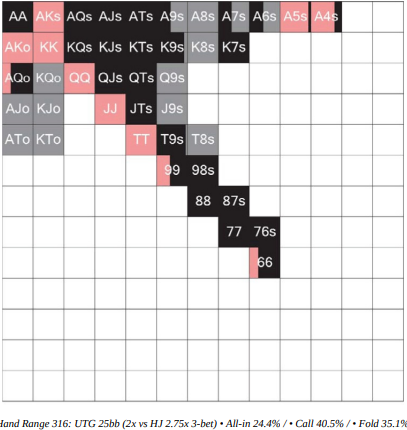 AA AKs AQs AJs ATs A9s A8s A7s A6s A5s A4s
AKo KK KQs KJs KTs K9s K8s K7s
AQo KQo QQ QJs QTs Q9s
AJo KJo JJ JTs J9s
ATo KTo TT T9s T8s
99 98s
88 87s
77 76s
66
Hand Range 316: UTG 25bb (2x vs HJ 2.75x 3-bet) • All-in 24.4% / • Call 40.5% / • Fold 35.1%